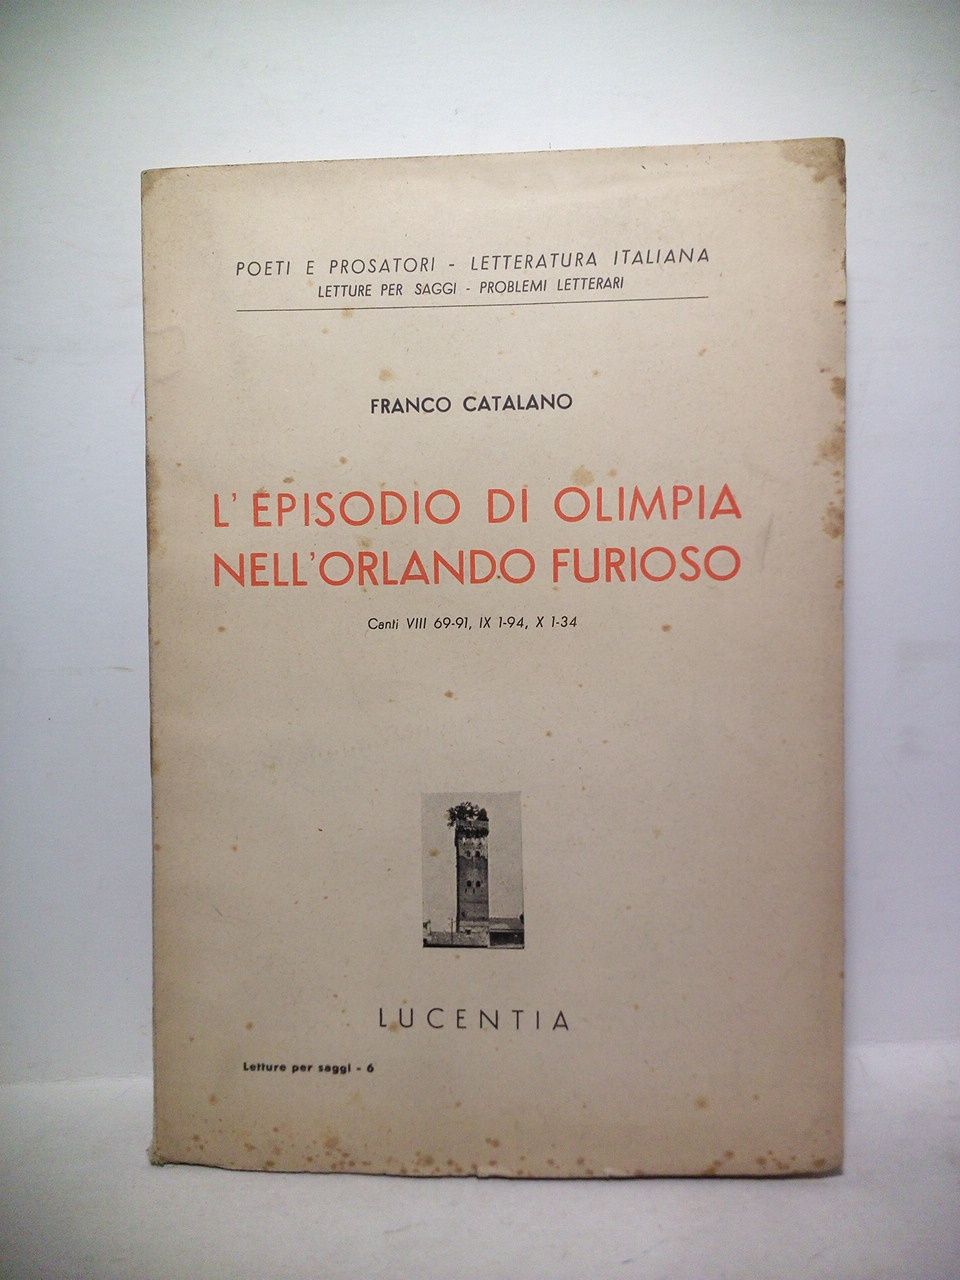 POETI E PROSATORI - LETTERATURA ITALIANA
LETTURE PER SAGGI - PROBLEMI LETTERARI
FRANCO CATALANO
L'EPISODIO DI OLIMPIA
NELL'ORLANDO FURIOSO
Canti VIII 69-91, IX 1-94, X 1-34
LUCENTIA
Letture per saggi - 6